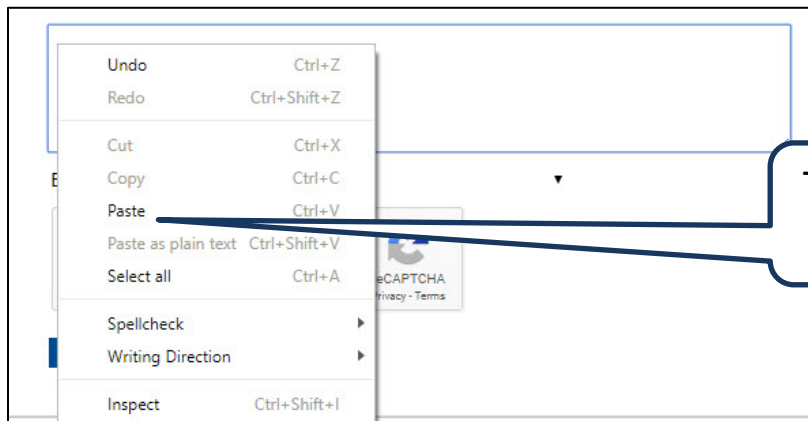 Undo Ctrl+Z
Redo Ctrl+Shift+Z
Cut Ctrl+X
Copy Ctrl+C
Paste Ctrl+V
Paste as plain text Ctrl+Shift+V
Select all Ctrl+A
eCAPTCHA
Privacy - Terms
Spellcheck
Writing Direction
Inspect Ctrl+Shift+I